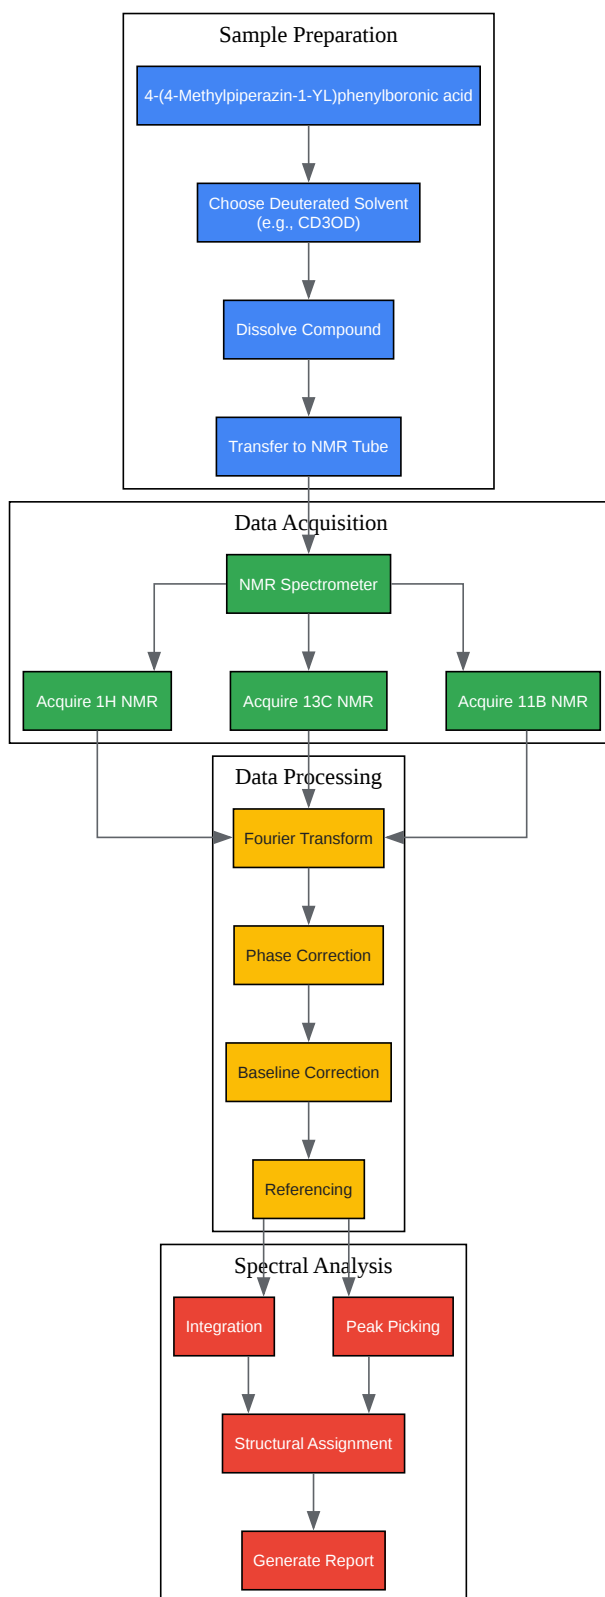 Sample Preparation
4-(4-Methylpiperazin-1-YL)phenylboronic acid
Choose Deuterated Solvent
(e.g., CD3OD)
Dissolve Compound
Transfer to NMR Tube
Data Acquisition
NMR Spectrometer
Acquire 1H NMR
Acquire 13C NMR
Acquire 11B NMR
Data Processing
Fourier Transform
Phase Correction
Baseline Correction
Referencing
Spectral Analysis
Integration
Peak Picking
Structural Assignment
Generate Report